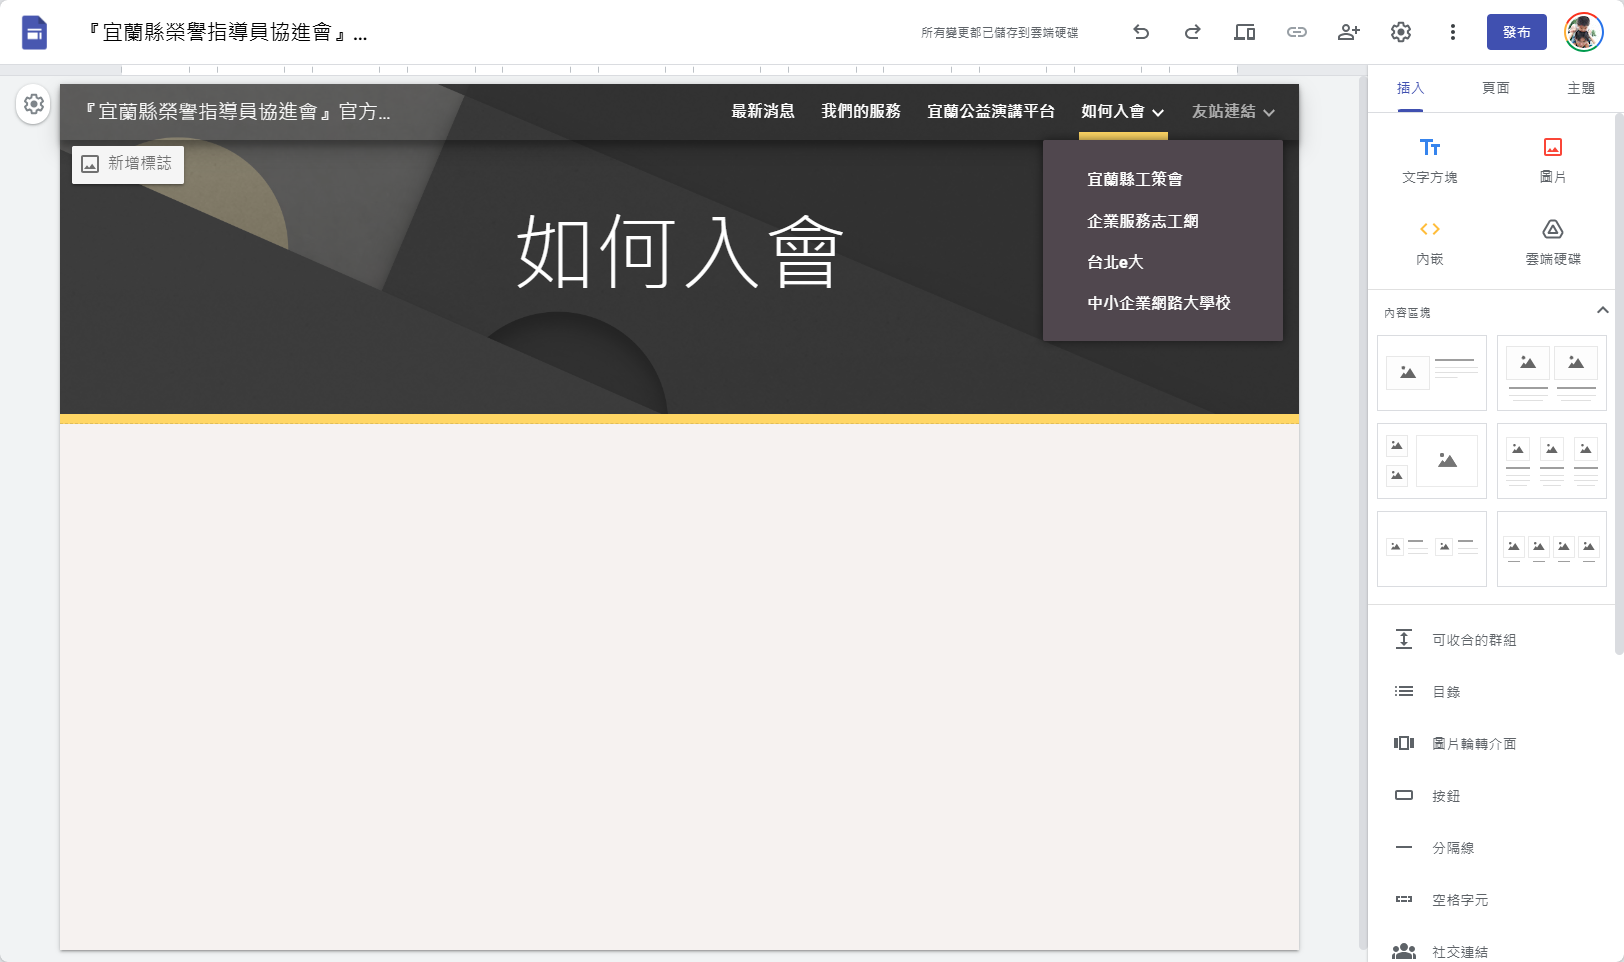 『宜蘭縣榮譽指導員協進會』...
所有變更都已儲存到雲端硬碟
發布
『宜蘭縣榮譽指導員協進會』官方...
最新消息
我們的服務
宜蘭公益演講平台
如何入會
友站連結
新增標誌
宜蘭縣工策會
企業服務志工網
台北e大
中小企業網路大學校
如何入會
插入
頁面
主題
文字方塊
圖片
內嵌
雲端硬碟
內容區塊
可收合的群組
目錄
圖片輪轉介面
按鈕
分隔線
空格字元
社交連結